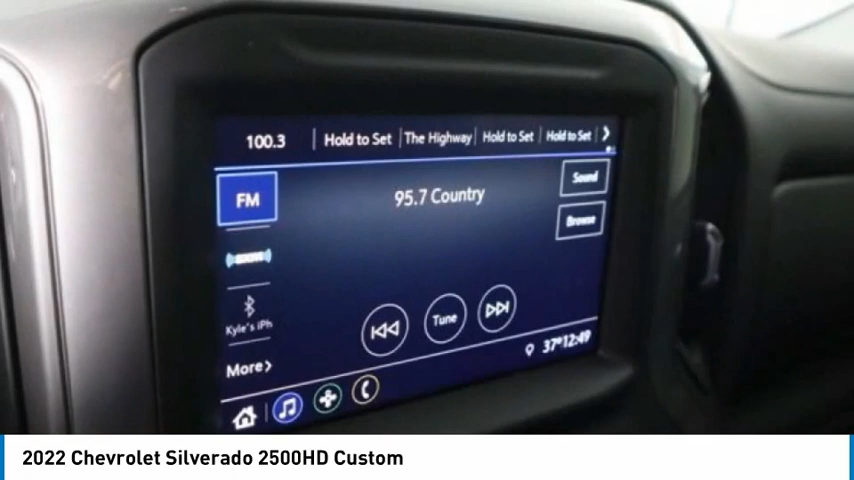 100.3 Hold to Set The Highway Hold to Set Hold to Set
FM
95.7 Country
Sound
Browse
Kyle's iPh
Tune
More
37° 12:49
2022 Chevrolet Silverado 2500HD Custom